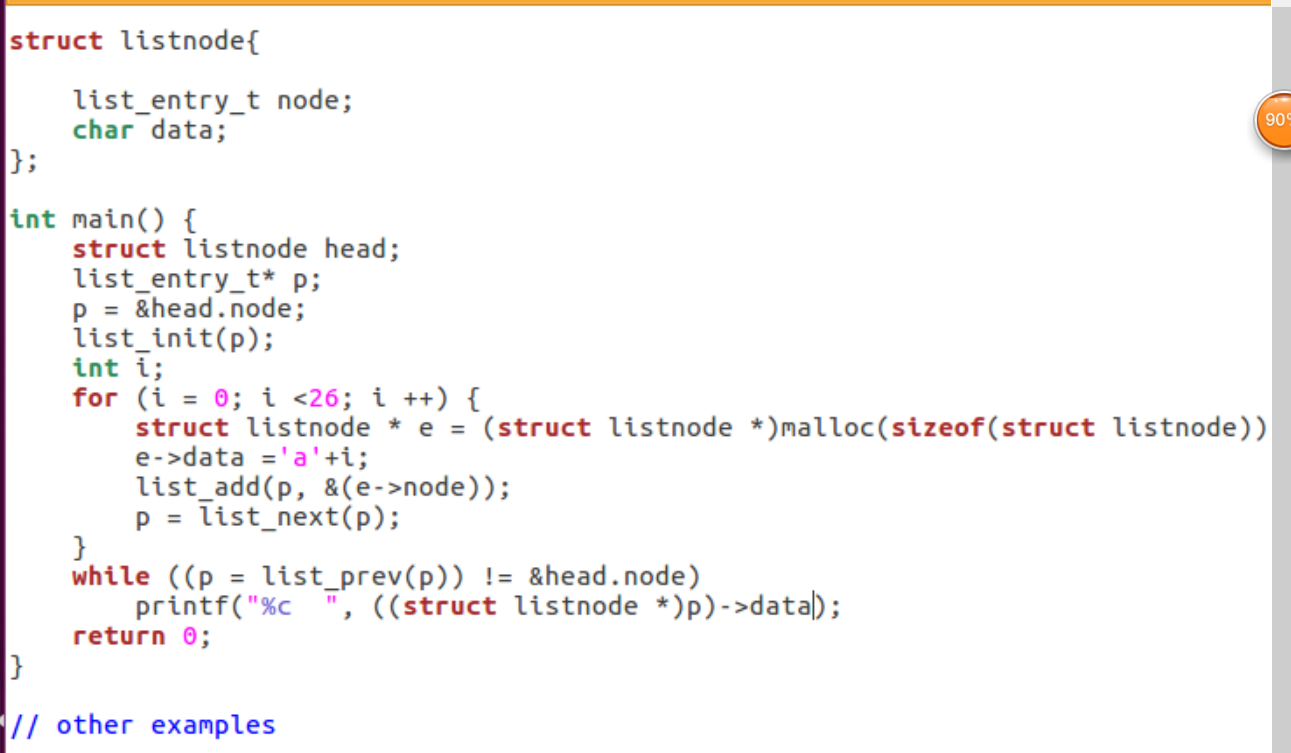 struct listnode{
    list_entry_t node;
    char data;
};
int main() {
    struct listnode head;
    list_entry_t* p;
    p = &head.node;
    list_init(p);
    int i;
    for (i = 0; i <26; i ++) {
        struct listnode * e = (struct listnode *)malloc(sizeof(struct listnode))
        e->data ='a'+i;
        list_add(p, &(e->node));
        p = list_next(p);
    }
    while ((p = list_prev(p)) != &head.node)
        printf("%c  ", ((struct listnode *)p)->data);
    return 0;
}
// other examples
90°